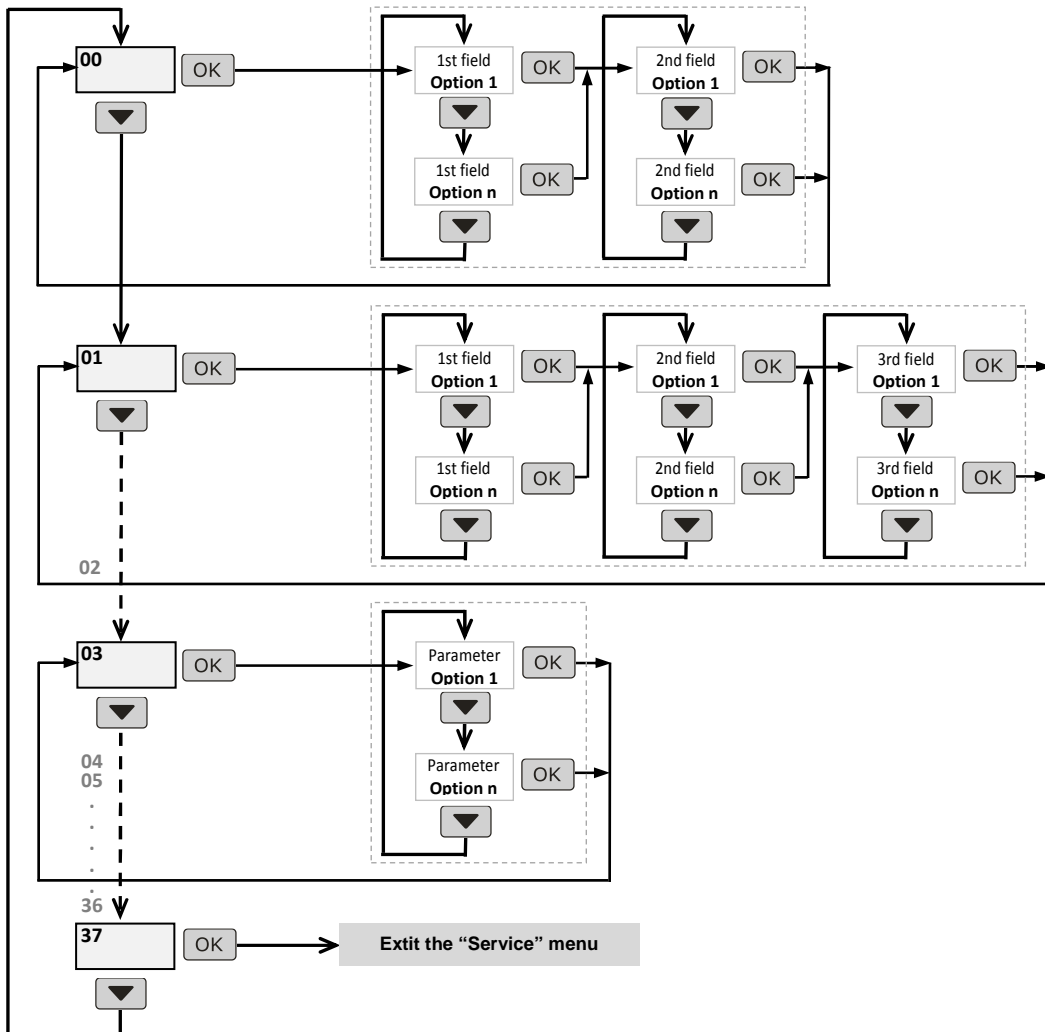 00
OK
1st field
Option 1
OK
2nd field
Option 1
OK
1st field
Option n
OK
2nd field
Option n
OK
01
OK
1st field
Option 1
OK
2nd field
Option 1
OK
3rd field
Option 1
OK
1st field
Option n
OK
2nd field
Option n
OK
3rd field
Option n
OK
02
03
OK
Parameter
Option 1
OK
Parameter
Option n
OK
04
05
.
.
.
.
.
36
37
OK
Extit the “Service” menu